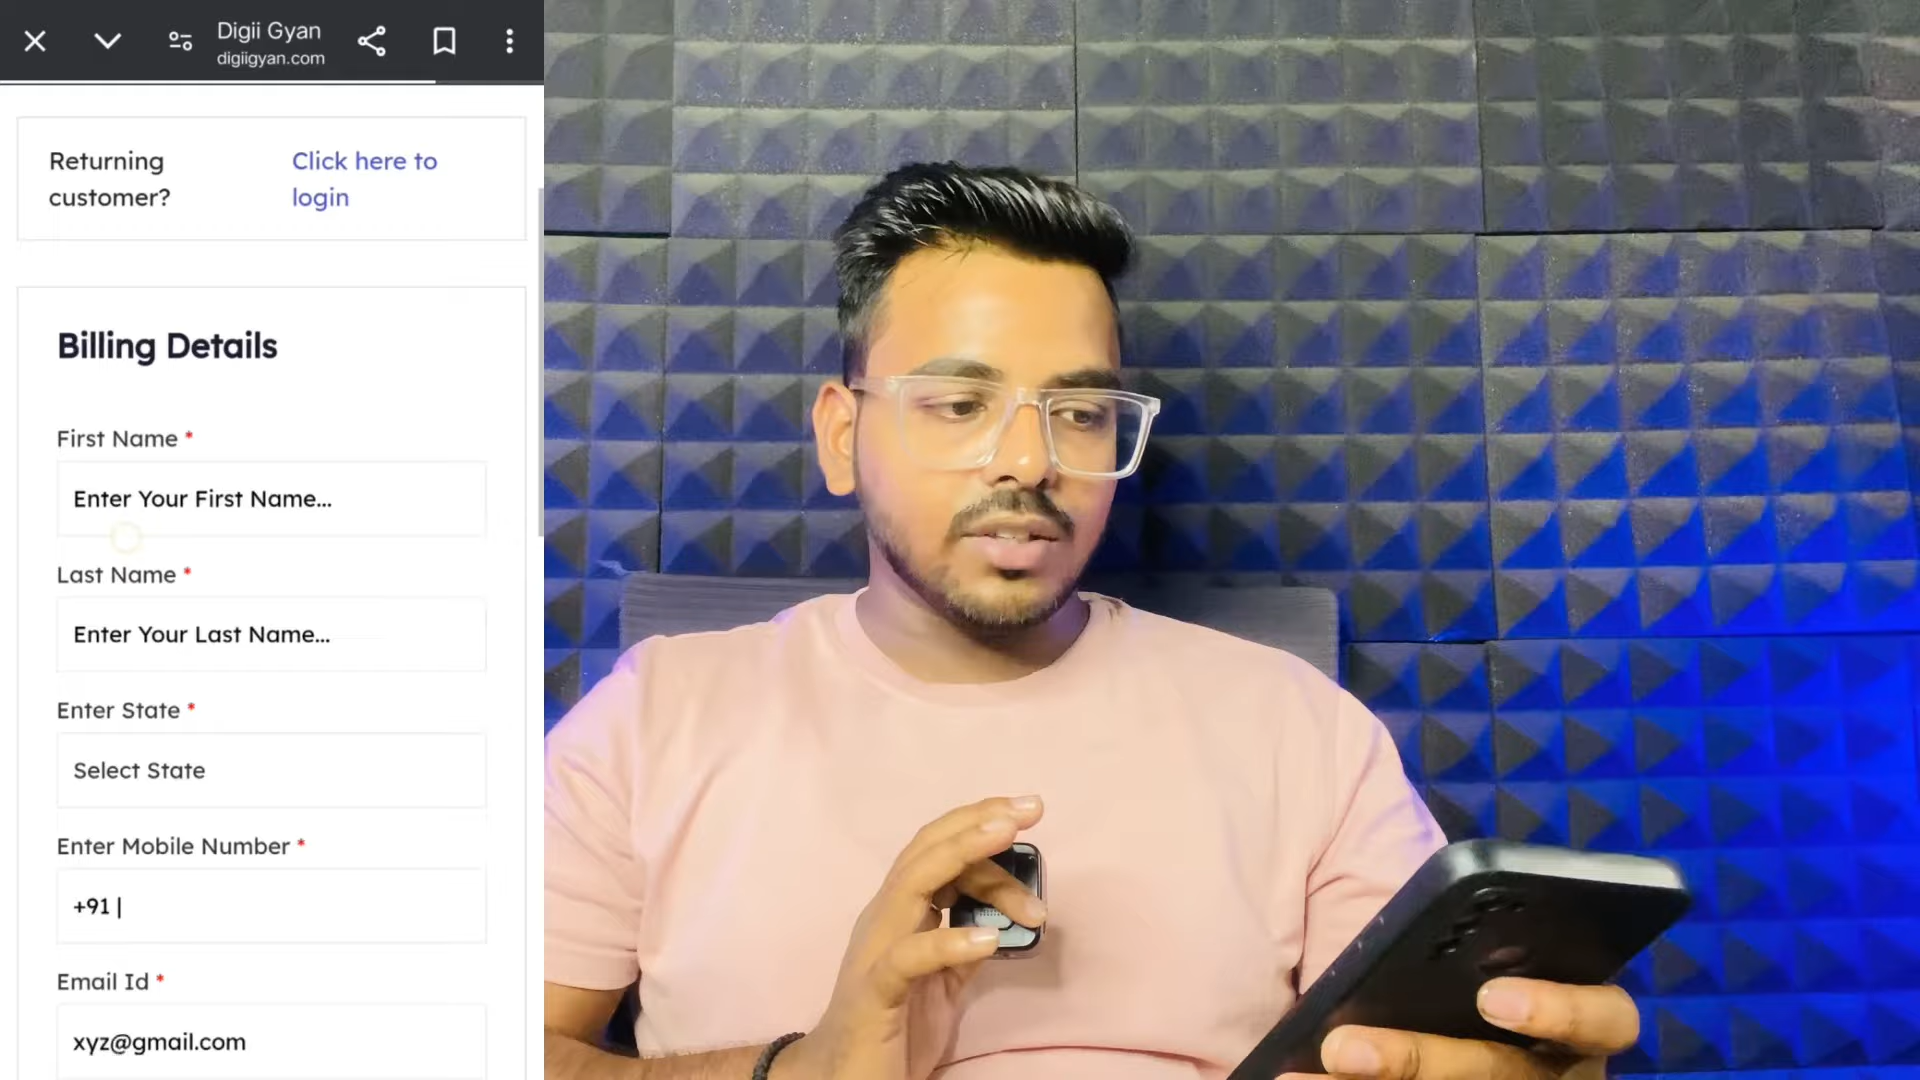 Digii Gyan
digiigyan.com
Returning
customer?
Click here to
login
Billing Details
First Name *
Enter Your First Name...
Last Name *
Enter Your Last Name...
Enter State *
Select State
Enter Mobile Number *
+91 |
Email Id *
xyz@gmail.com